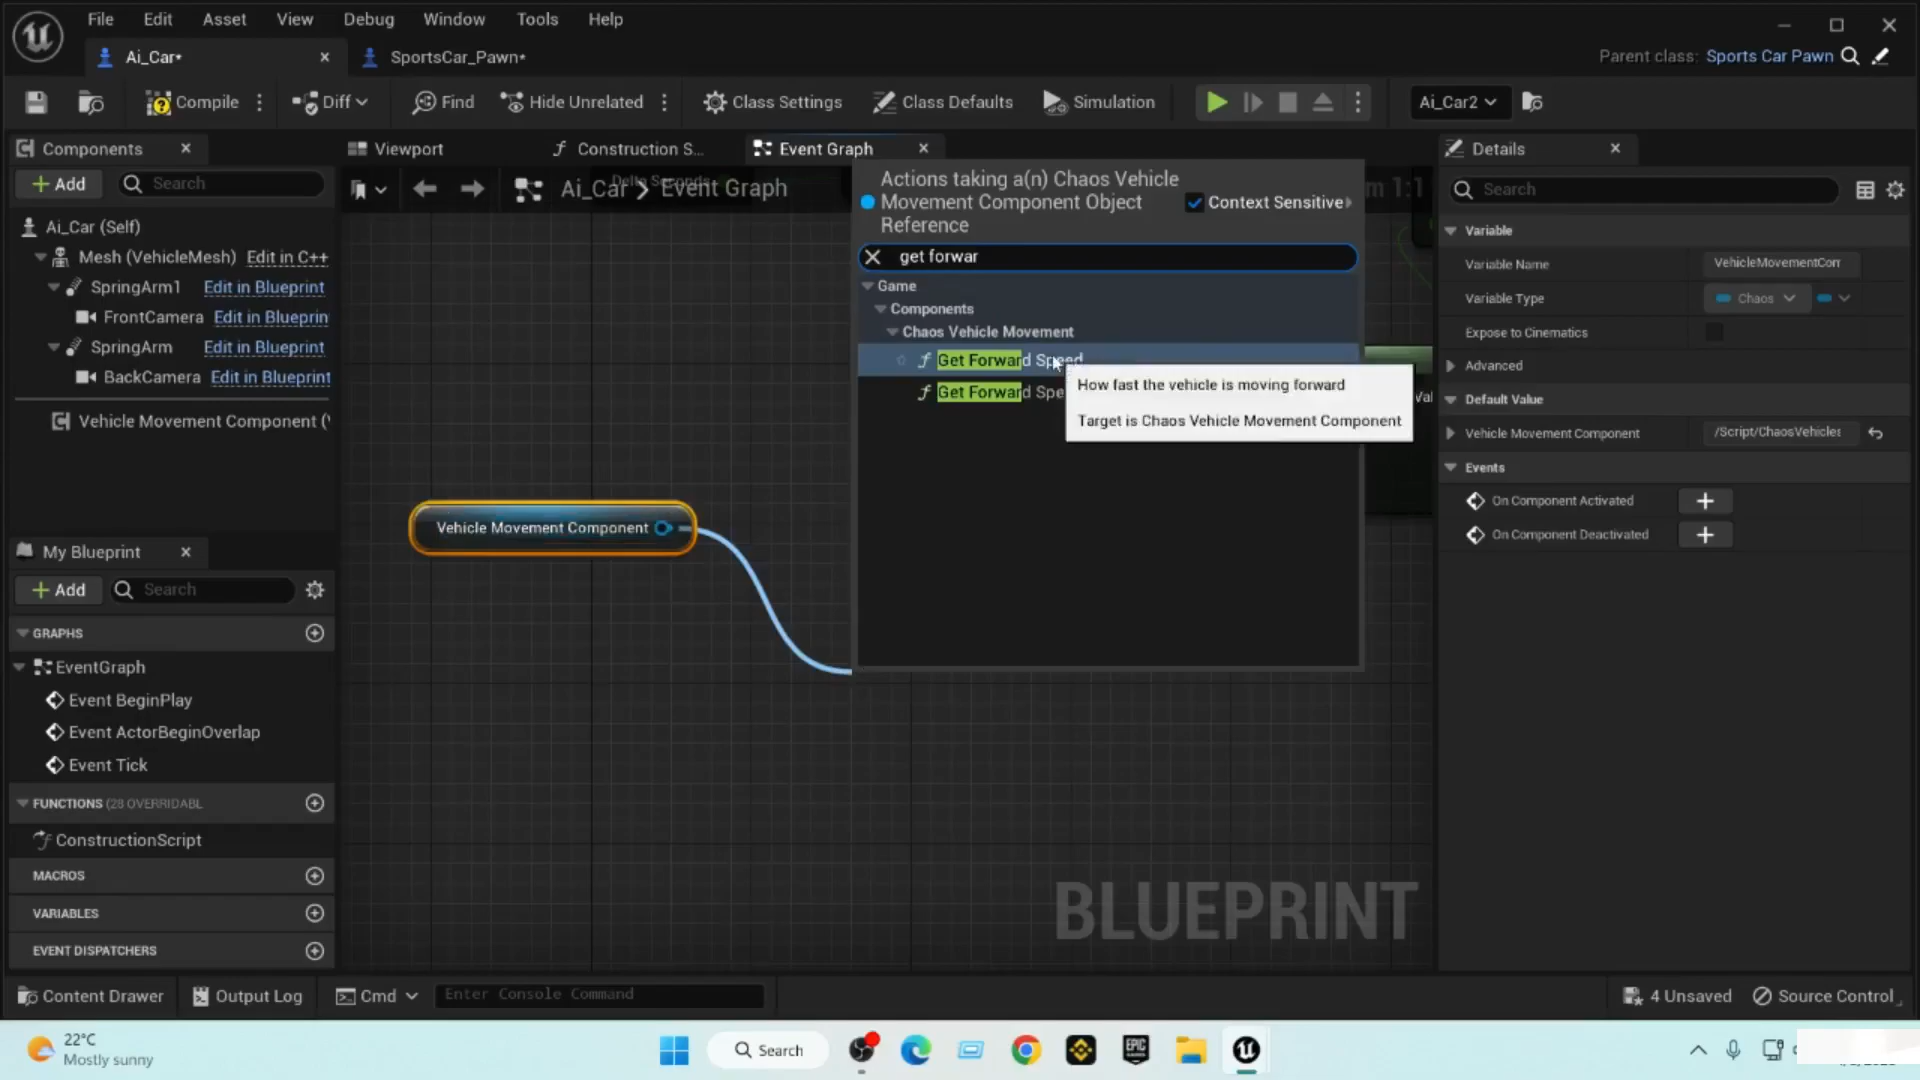 File Edit Asset View Debug Window Tools Help
Ai_Car*
SportsCar_Pawn*
Parent class: Sports Car Pawn
Compile
Diff
Find
Hide Unrelated
Class Settings
Class Defaults
Simulation
Ai_Car2
Components
Viewport
Construction S...
Event Graph
Details
Add
Search
Delta Seconds
Ai_Car > Event Graph
m 1:1
Search
Ai_Car (Self)
Mesh (VehicleMesh) Edit in C++
SpringArm1 Edit in Blueprint
FrontCamera Edit in Blueprin
SpringArm Edit in Blueprint
BackCamera Edit in Blueprint
Vehicle Movement Component (
Actions taking a(n) Chaos Vehicle
Movement Component Object
Reference
Context Sensitive
get forwar
Game
Components
Chaos Vehicle Movement
Get Forward Speed
Get Forward Spe
How fast the vehicle is moving forward
Target is Chaos Vehicle Movement Component
Val
Vehicle Movement Component
BLUEPRINT
Variable
Variable Name VehicleMovementCom
Variable Type Chaos
Expose to Cinematics
Advanced
Default Value
Vehicle Movement Component /Script/ChaosVehicles
Events
On Component Activated
On Component Deactivated
My Blueprint
Add
Search
GRAPHS
EventGraph
Event BeginPlay
Event ActorBeginOverlap
Event Tick
FUNCTIONS (28 OVERRIDABL
ConstructionScript
MACROS
VARIABLES
EVENT DISPATCHERS
Content Drawer
Output Log
Cmd
Enter Console Command
4 Unsaved
Source Control
22°C
Mostly sunny
Search
EPIC